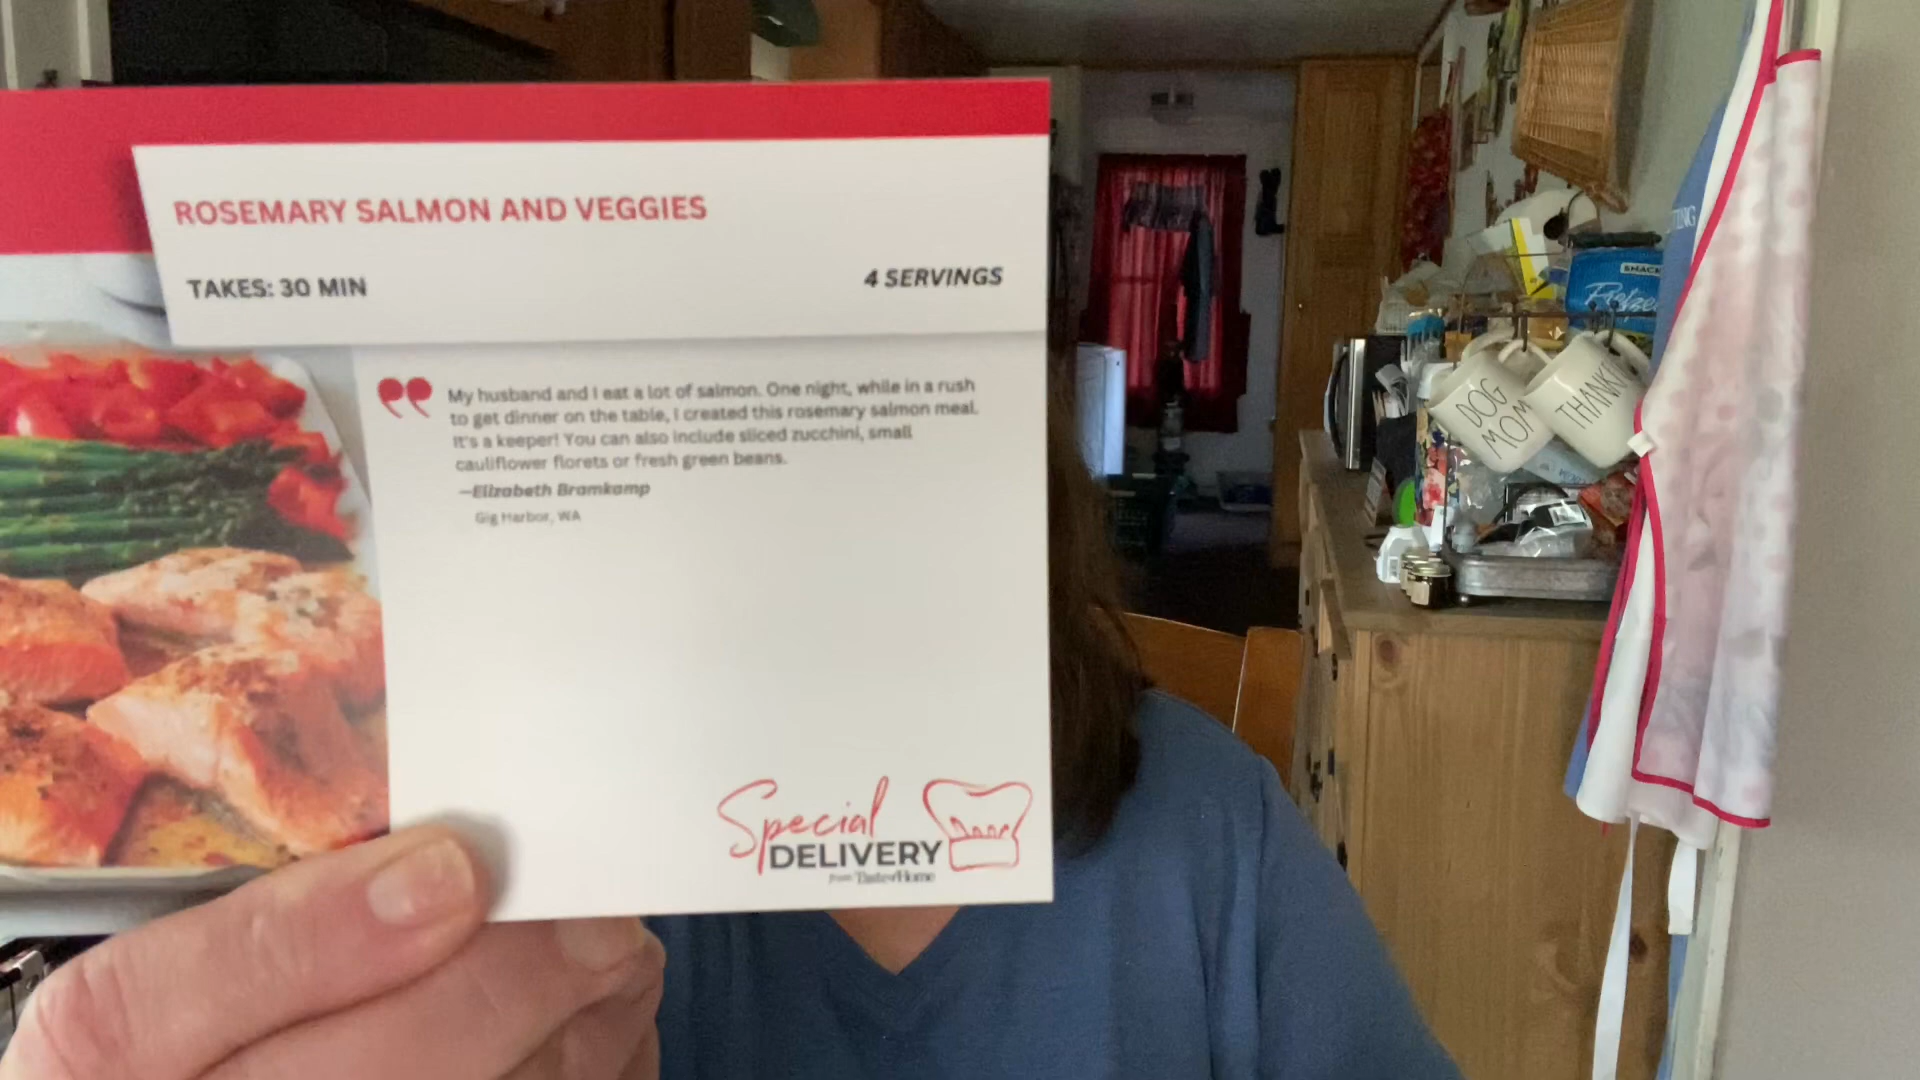 ROSEMARY SALMON AND VEGGIES
TAKES: 30 MIN
4 SERVINGS
My husband and I eat a lot of salmon. One night, while in a rush
to get dinner on the table, I created this rosemary salmon meal.
It's a keeper! You can also include sliced zucchini, small
cauliflower florets or fresh green beans.
—Elizabeth Bramkamp
Gig Harbor, WA
Special
DELIVERY
from Taste of Home
DOG
MOM
THANKF
SNACK